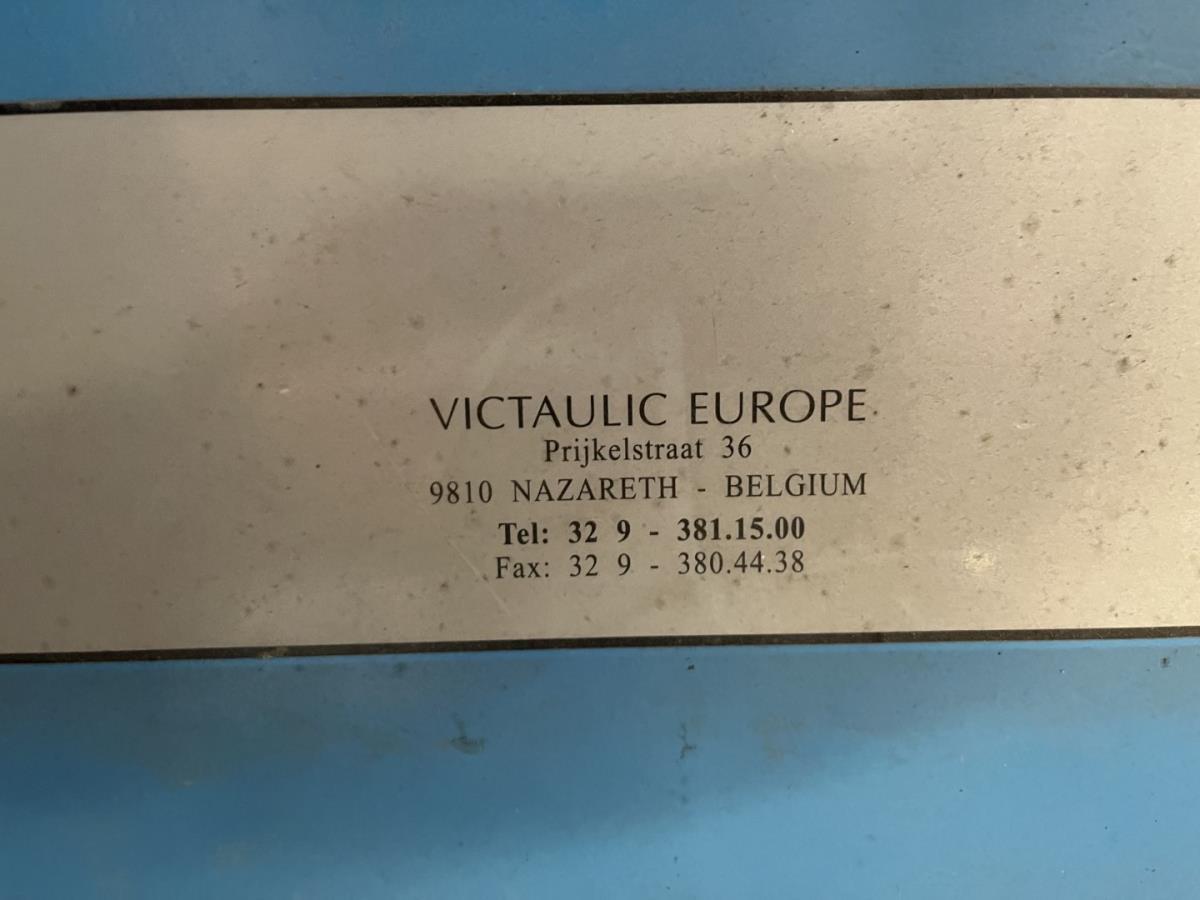 VICTAULIC EUROPE
Prijkelstraat 36
9810 NAZARETH - BELGIUM
Tel: 32 9 - 381.15.00
Fax: 32 9 - 380.44.38